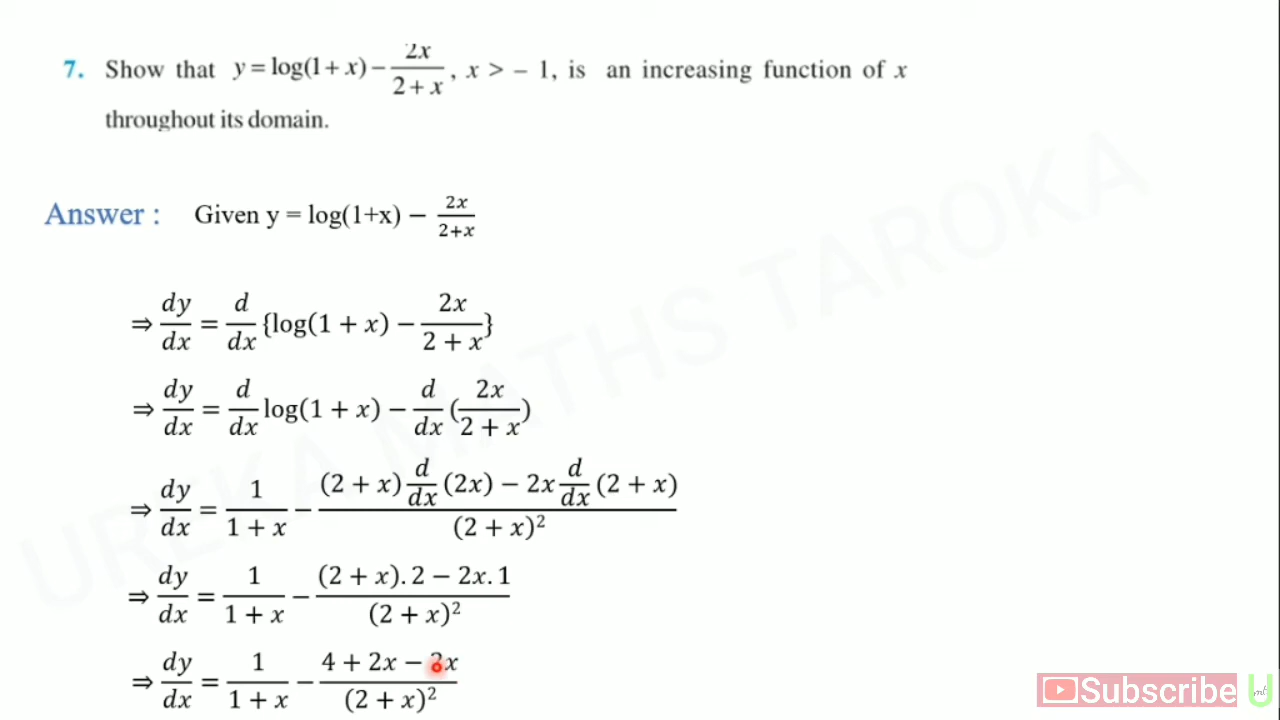 7. Show that y = log(1 + x) − 2x/(2 + x), x > − 1, is an increasing function of x
throughout its domain.
Answer : Given y = log(1+x) − 2x/(2+x)
⇒ dy/dx = d/dx {log(1 + x) − 2x/(2 + x)}
⇒ dy/dx = d/dx log(1 + x) − d/dx (2x/(2 + x))
⇒ dy/dx = 1/(1 + x) − ((2 + x) d/dx (2x) − 2x d/dx (2 + x))/(2 + x)²
⇒ dy/dx = 1/(1 + x) − ((2 + x). 2 − 2x. 1)/(2 + x)²
⇒ dy/dx = 1/(1 + x) − (4 + 2x − 2x)/(2 + x)²
UREKA MATHS TAROKA
Subscribe